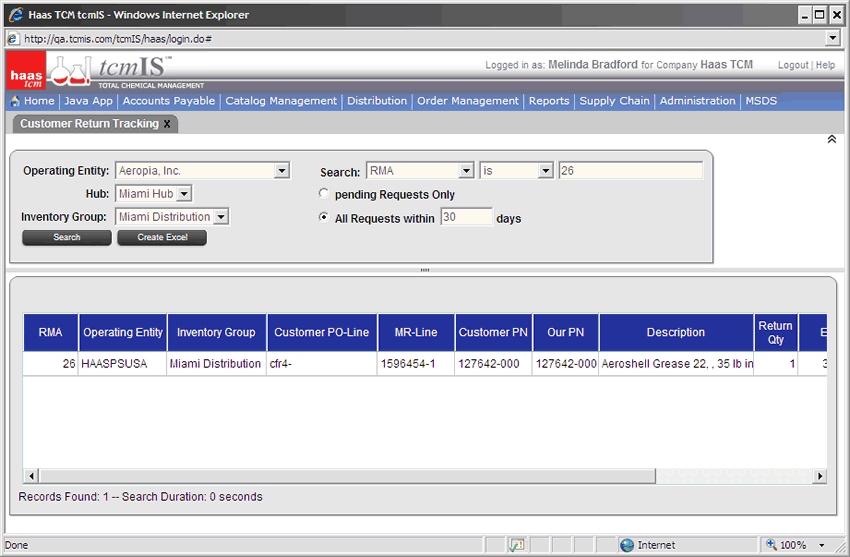 Haas TCM tcmIS - Windows Internet Explorer
http://qa.tcmis.com/tcmIS/haas/login.do#
haas tcm
tcmIS
TOTAL CHEMICAL MANAGEMENT
Logged in as: Melinda Bradford for Company Haas TCM Logout | Help
Home Java App Accounts Payable Catalog Management Distribution Order Management Reports Supply Chain Administration MSDS
Customer Return Tracking X
Operating Entity: Aeropia, Inc. Search: RMA is 26
Hub: Miami Hub pending Requests Only
Inventory Group: Miami Distribution All Requests within 30 days
Search Create Excel
RMA Operating Entity Inventory Group Customer PO-Line MR-Line Customer PN Our PN Description Return Qty E
26 HAASPSUSA Miami Distribution cfr4- 1596454-1 127642-000 127642-000 Aeroshell Grease 22, , 35 lb in 1 3
Records Found: 1 -- Search Duration: 0 seconds
Done Internet 100%